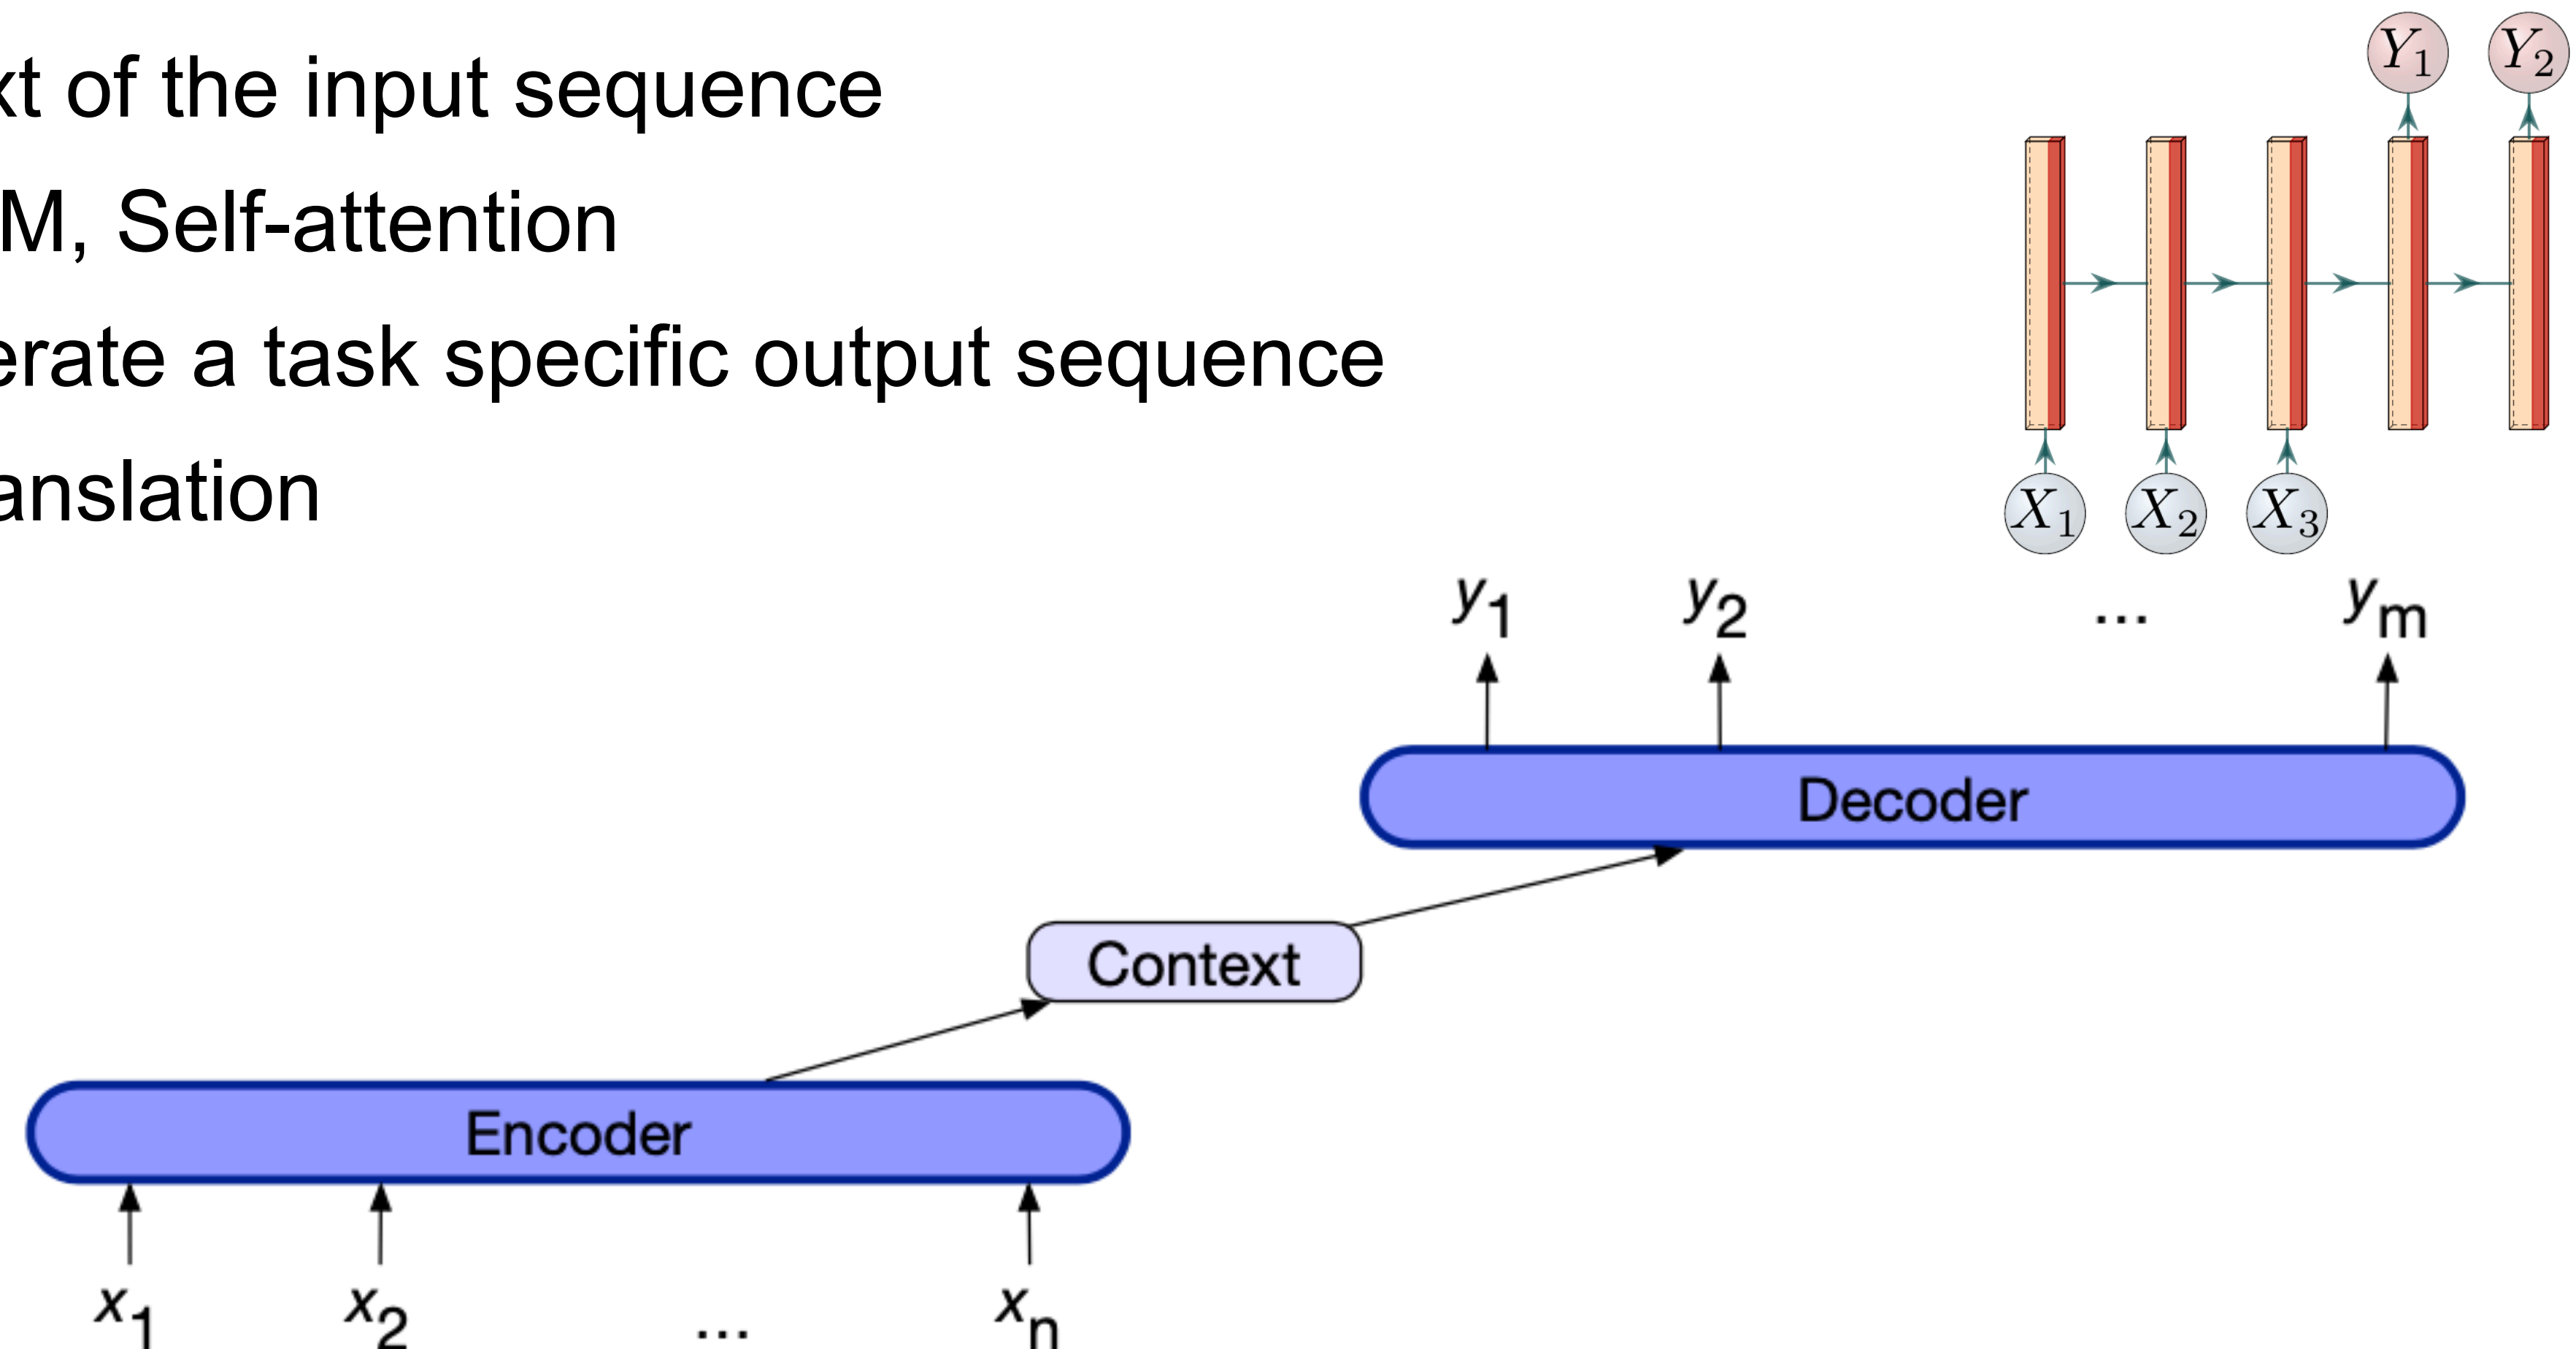 xt of the input sequence
M, Self-attention
erate a task specific output sequence
anslation
Y1 Y2
X1 X2 X3
y1 y2 ... ym
Decoder
Context
Encoder
x1 x2 ... xn